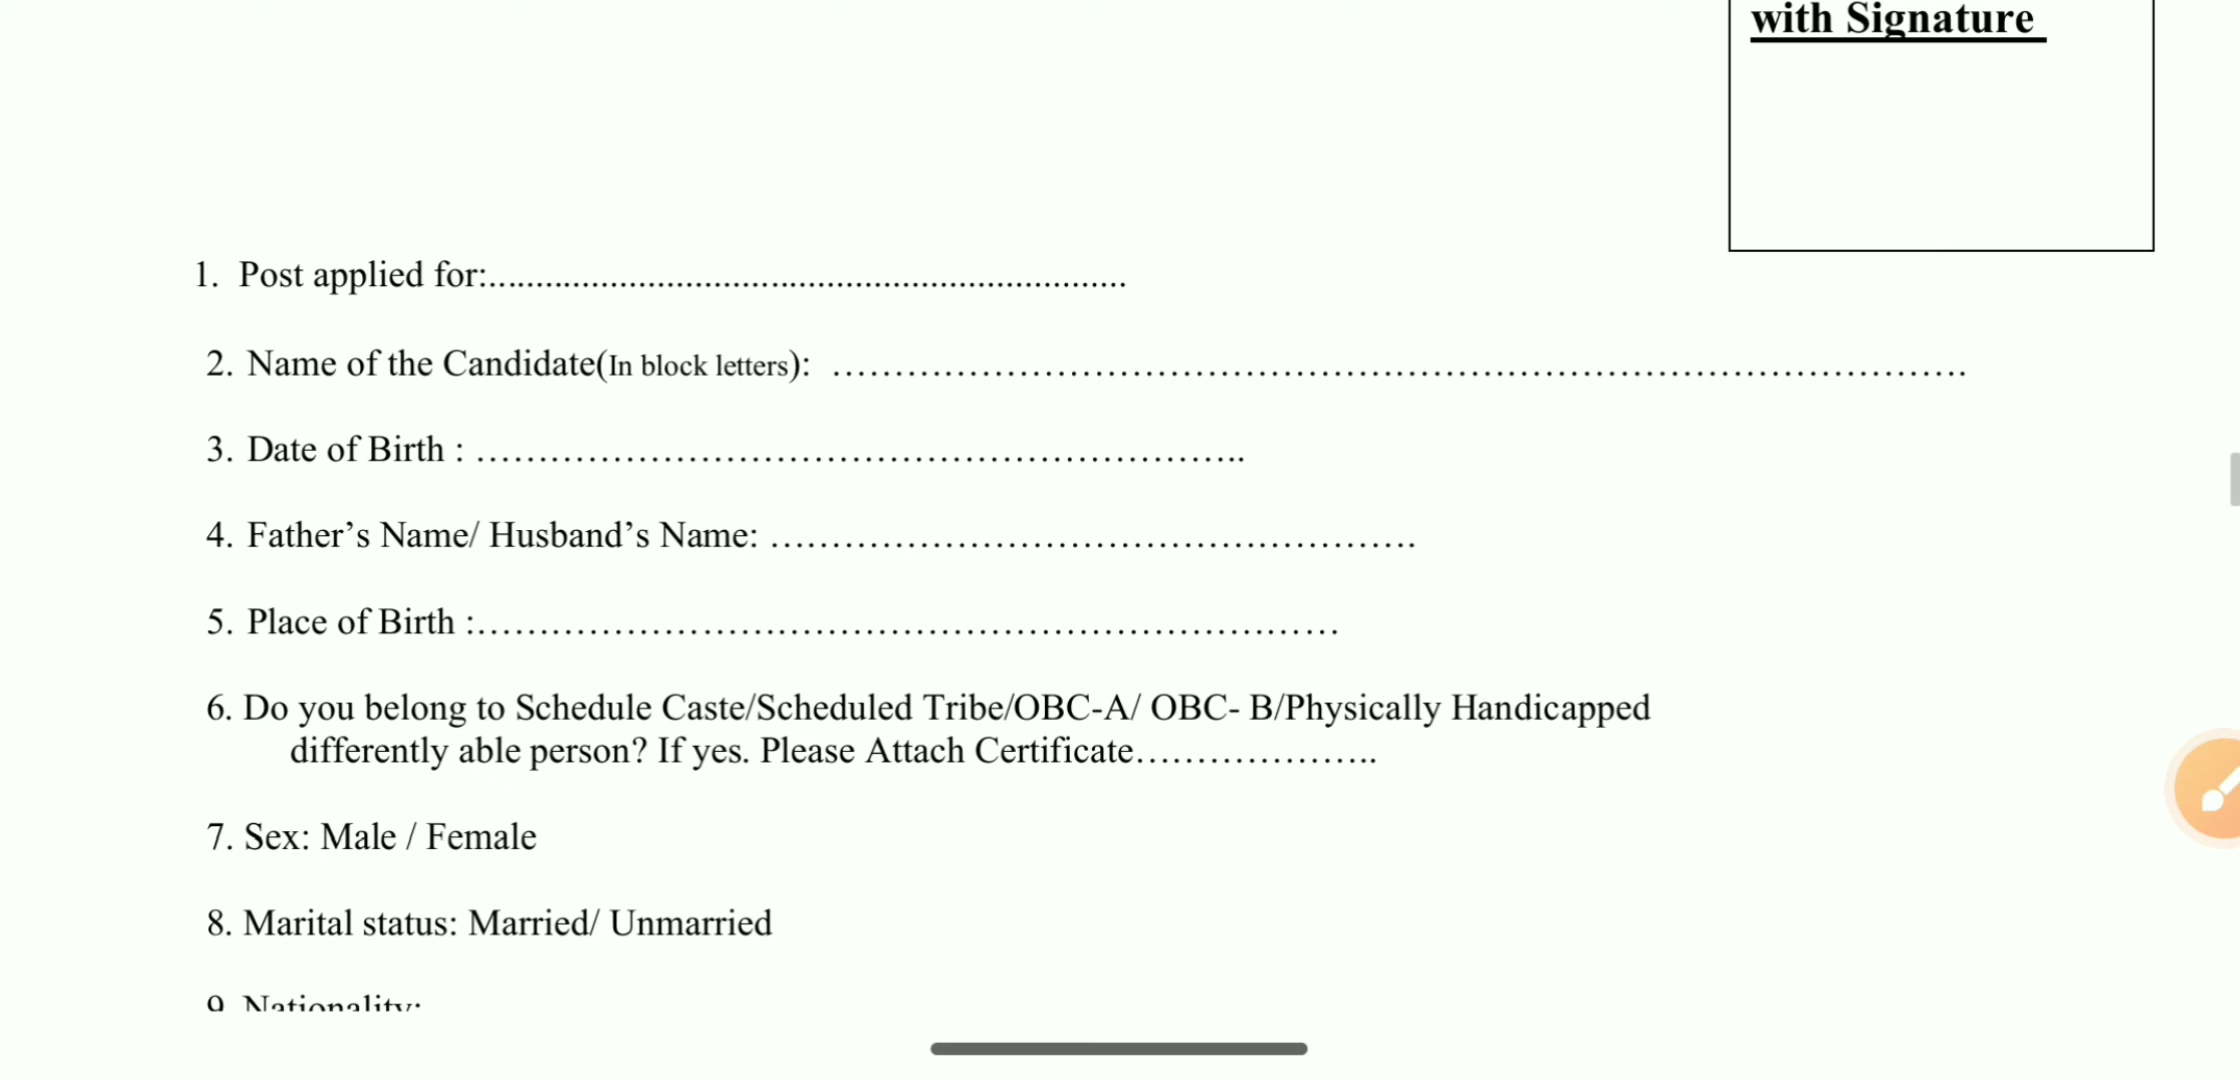 with Signature
1. Post applied for:......................................................................
2. Name of the Candidate(In block letters): ……………………………………………………………………………………
3. Date of Birth : ………………………………………………………..
4. Father’s Name/ Husband’s Name: ……………………………………………….
5. Place of Birth :………………………………………………………………
6. Do you belong to Schedule Caste/Scheduled Tribe/OBC-A/ OBC- B/Physically Handicapped
differently able person? If yes. Please Attach Certificate………………..
7. Sex: Male / Female
8. Marital status: Married/ Unmarried
9 Nationality: